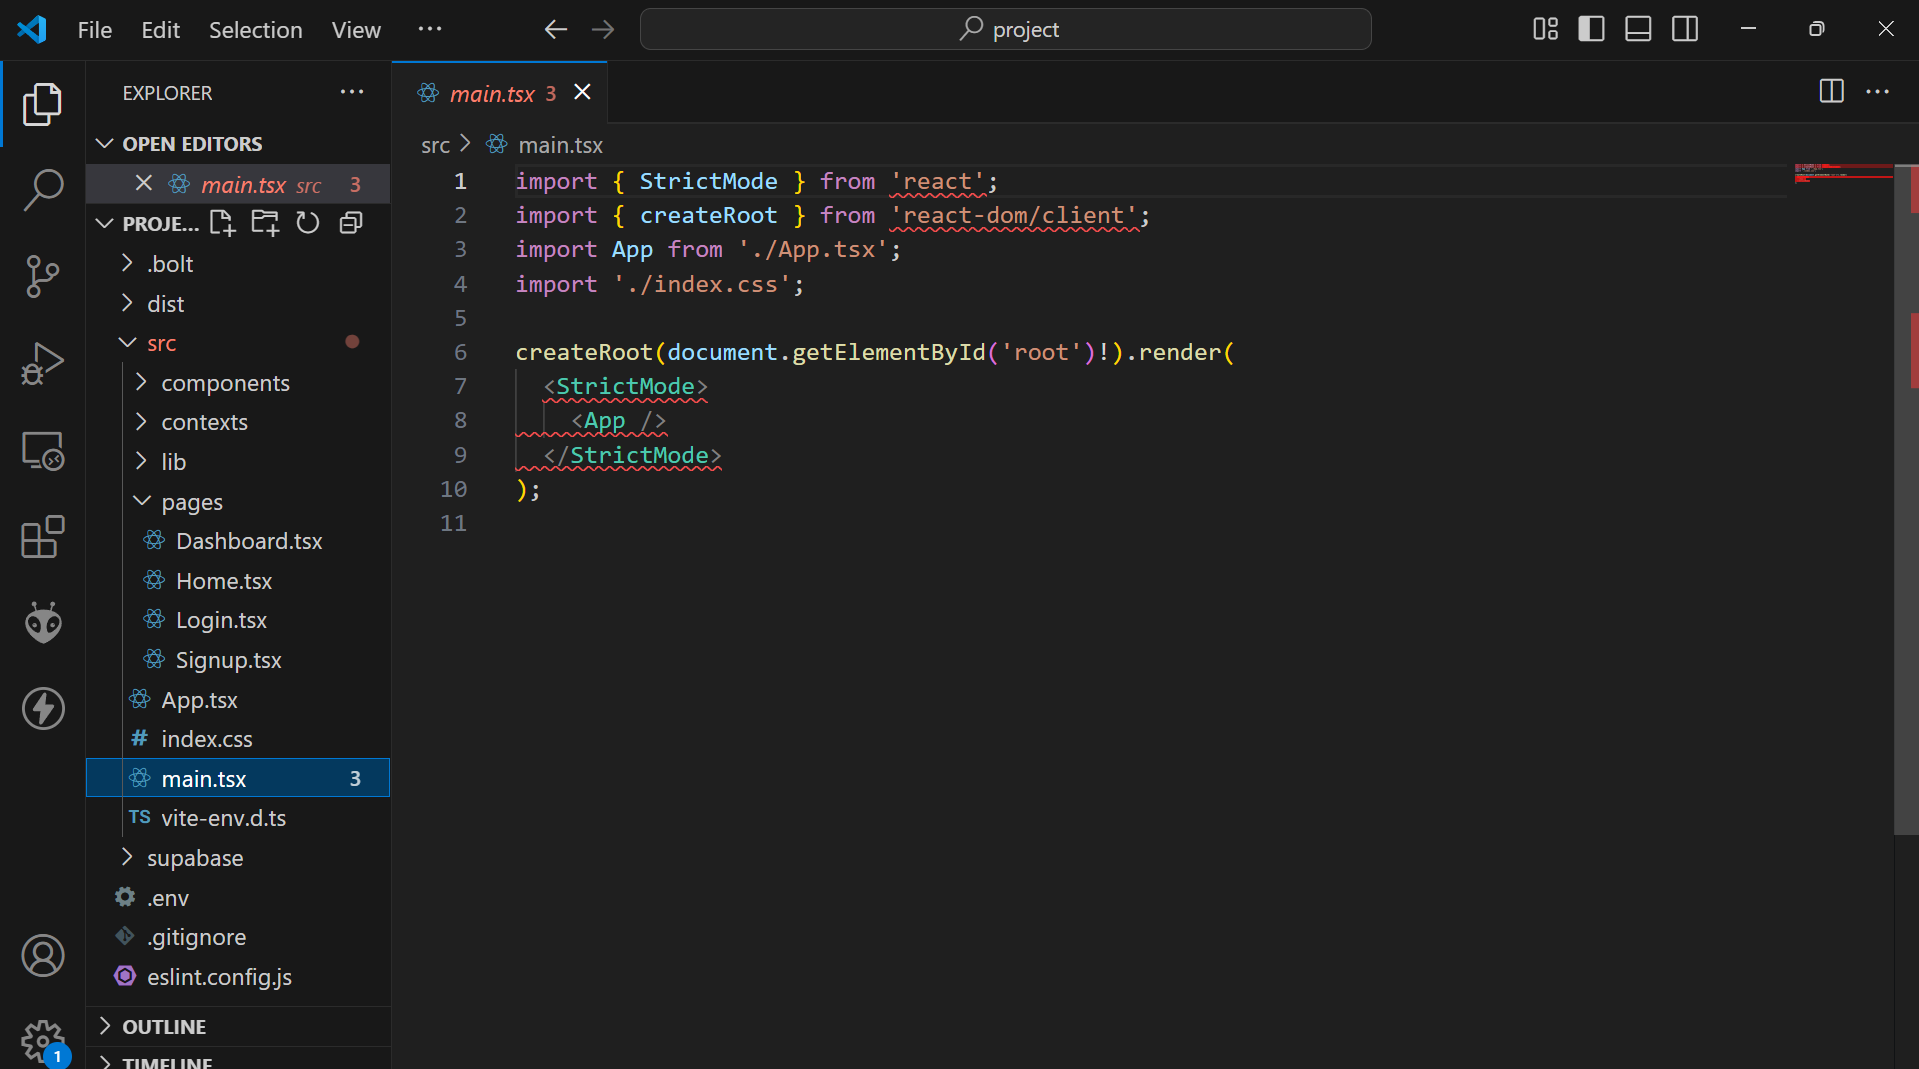 File Edit Selection View ···
project
EXPLORER ···
OPEN EDITORS
main.tsx src 3
PROJE...
.bolt
dist
src
components
contexts
lib
pages
Dashboard.tsx
Home.tsx
Login.tsx
Signup.tsx
App.tsx
# index.css
main.tsx 3
TS vite-env.d.ts
supabase
.env
.gitignore
eslint.config.js
OUTLINE
TIMELINE
1
main.tsx 3
src > main.tsx
1 import { StrictMode } from 'react';
2 import { createRoot } from 'react-dom/client';
3 import App from './App.tsx';
4 import './index.css';
5
6 createRoot(document.getElementById('root')!).render(
7 <StrictMode>
8 <App />
9 </StrictMode>
10 );
11